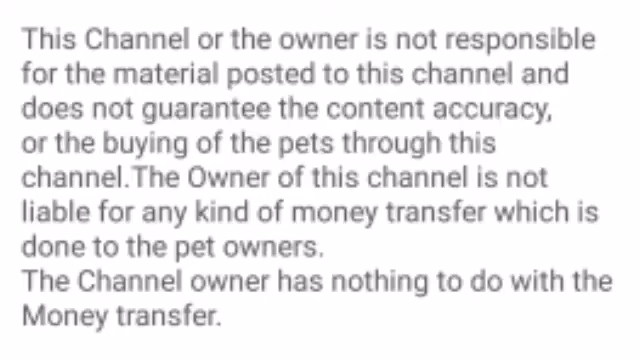 This Channel or the owner is not responsible
for the material posted to this channel and
does not guarantee the content accuracy,
or the buying of the pets through this
channel.The Owner of this channel is not
liable for any kind of money transfer which is
done to the pet owners.
The Channel owner has nothing to do with the
Money transfer.